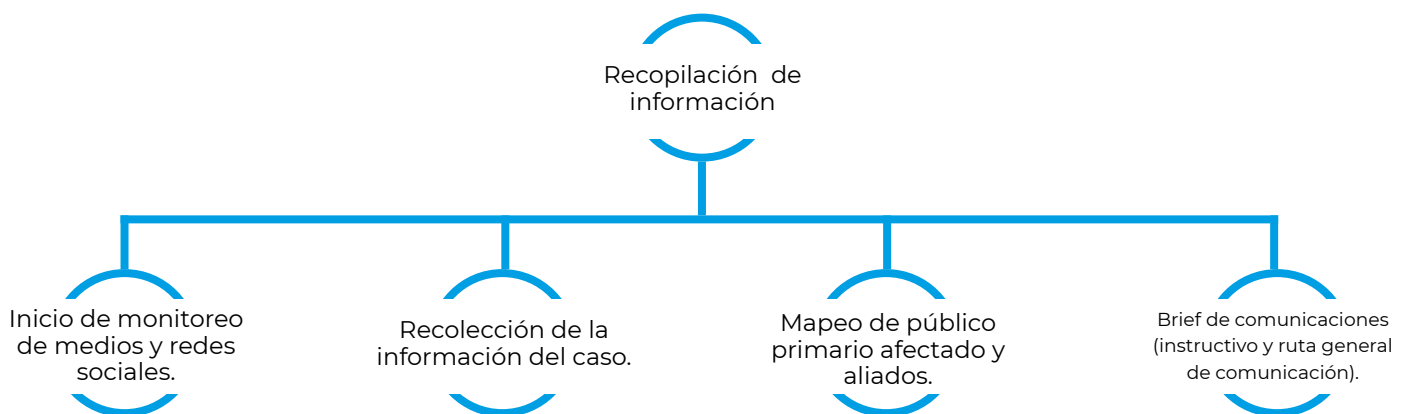 Recopilación de
información
Inicio de monitoreo
de medios y redes
sociales.
Recolección de la
información del caso.
Mapeo de público
primario afectado y
aliados.
Brief de comunicaciones
(instructivo y ruta general
de comunicación).